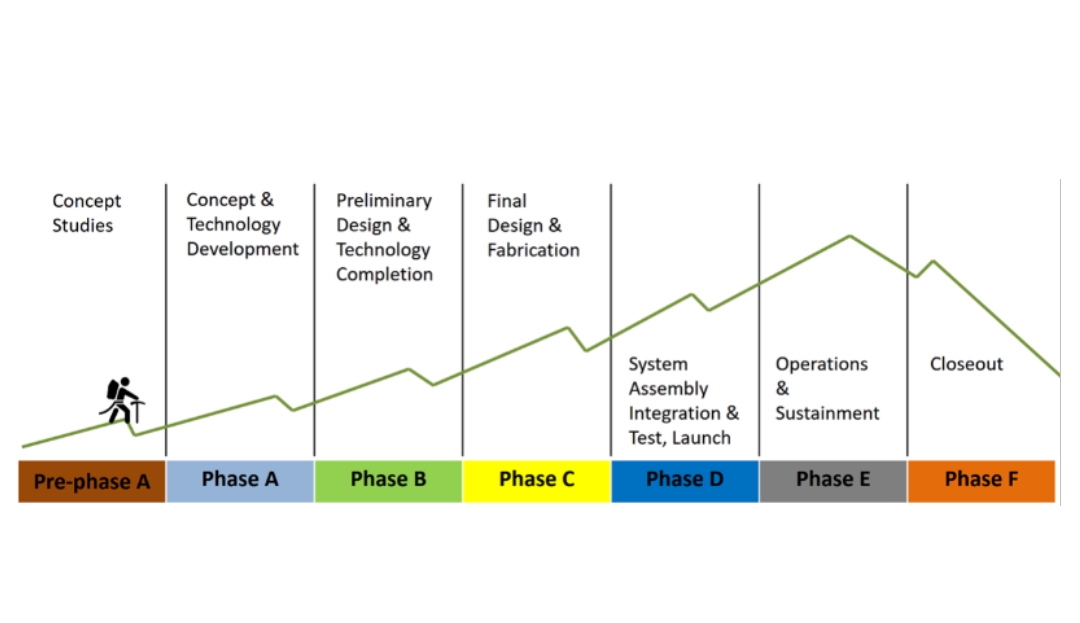 Concept
Studies
Concept &
Technology
Development
Preliminary
Design &
Technology
Completion
Final
Design &
Fabrication
System
Assembly
Integration &
Test, Launch
Operations
&
Sustainment
Closeout
Pre-phase A
Phase A
Phase B
Phase C
Phase D
Phase E
Phase F